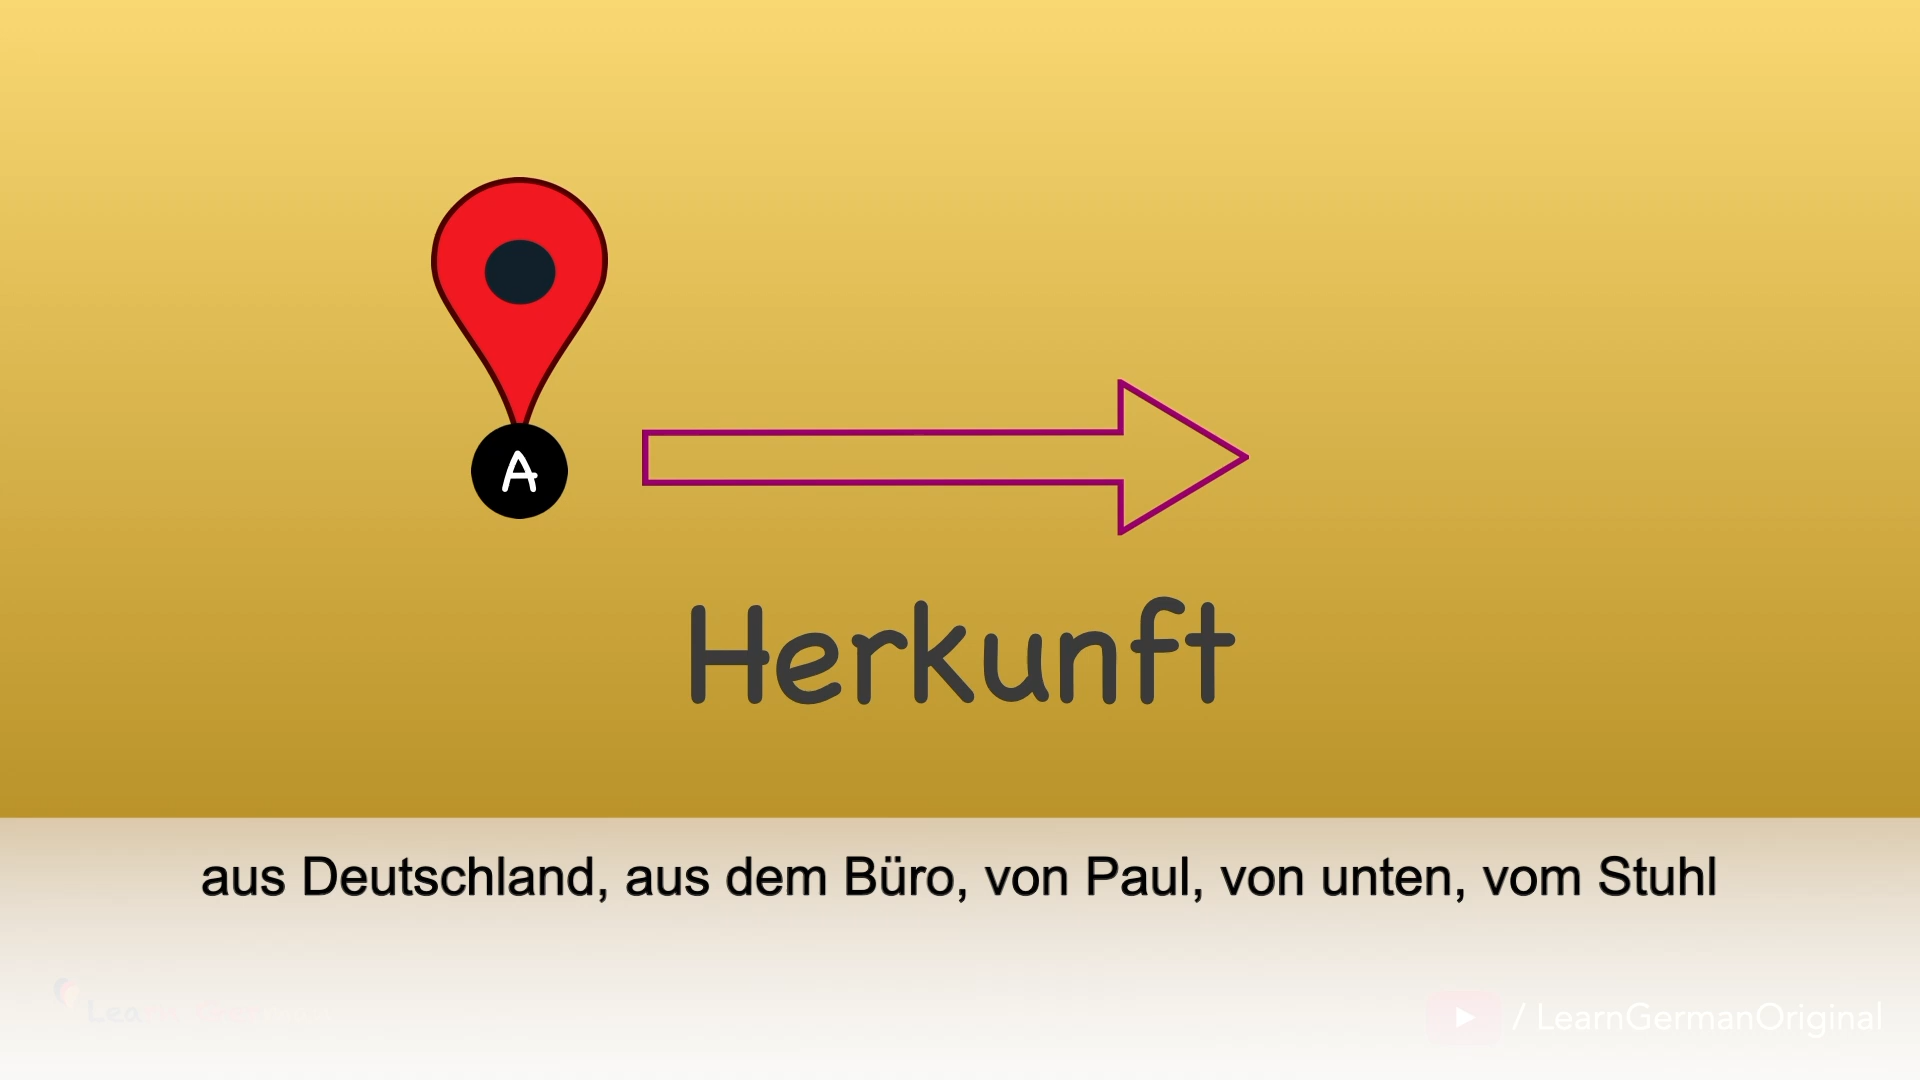 A
Herkunft
aus Deutschland, aus dem Büro, von Paul, von unten, vom Stuhl
/ LearnGermanOriginal